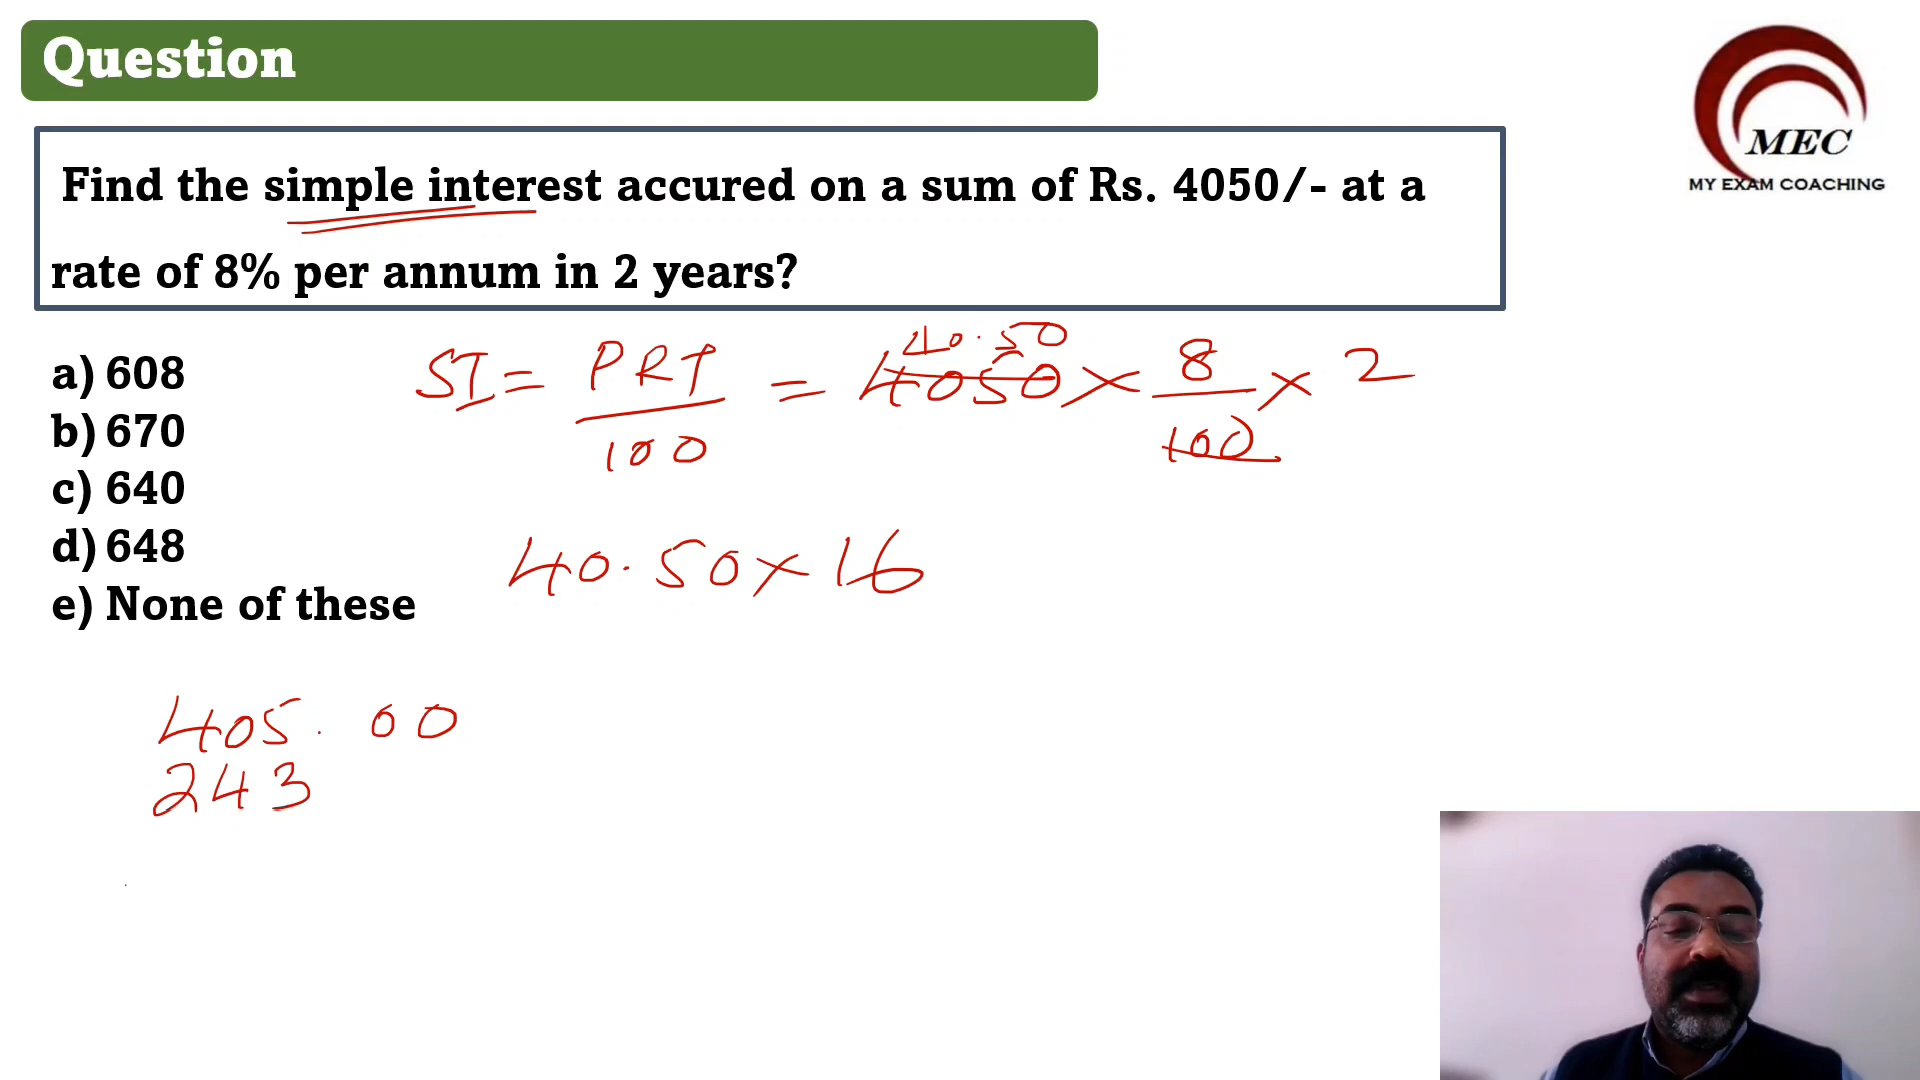 Question
MEC
MY EXAM COACHING
Find the simple interest accured on a sum of Rs. 4050/- at a
rate of 8% per annum in 2 years?
a) 608
b) 670
c) 640
d) 648
e) None of these
40.50
SI = PRT/100 = 4050 × 8/100 × 2
40.50 × 16
405.00
243